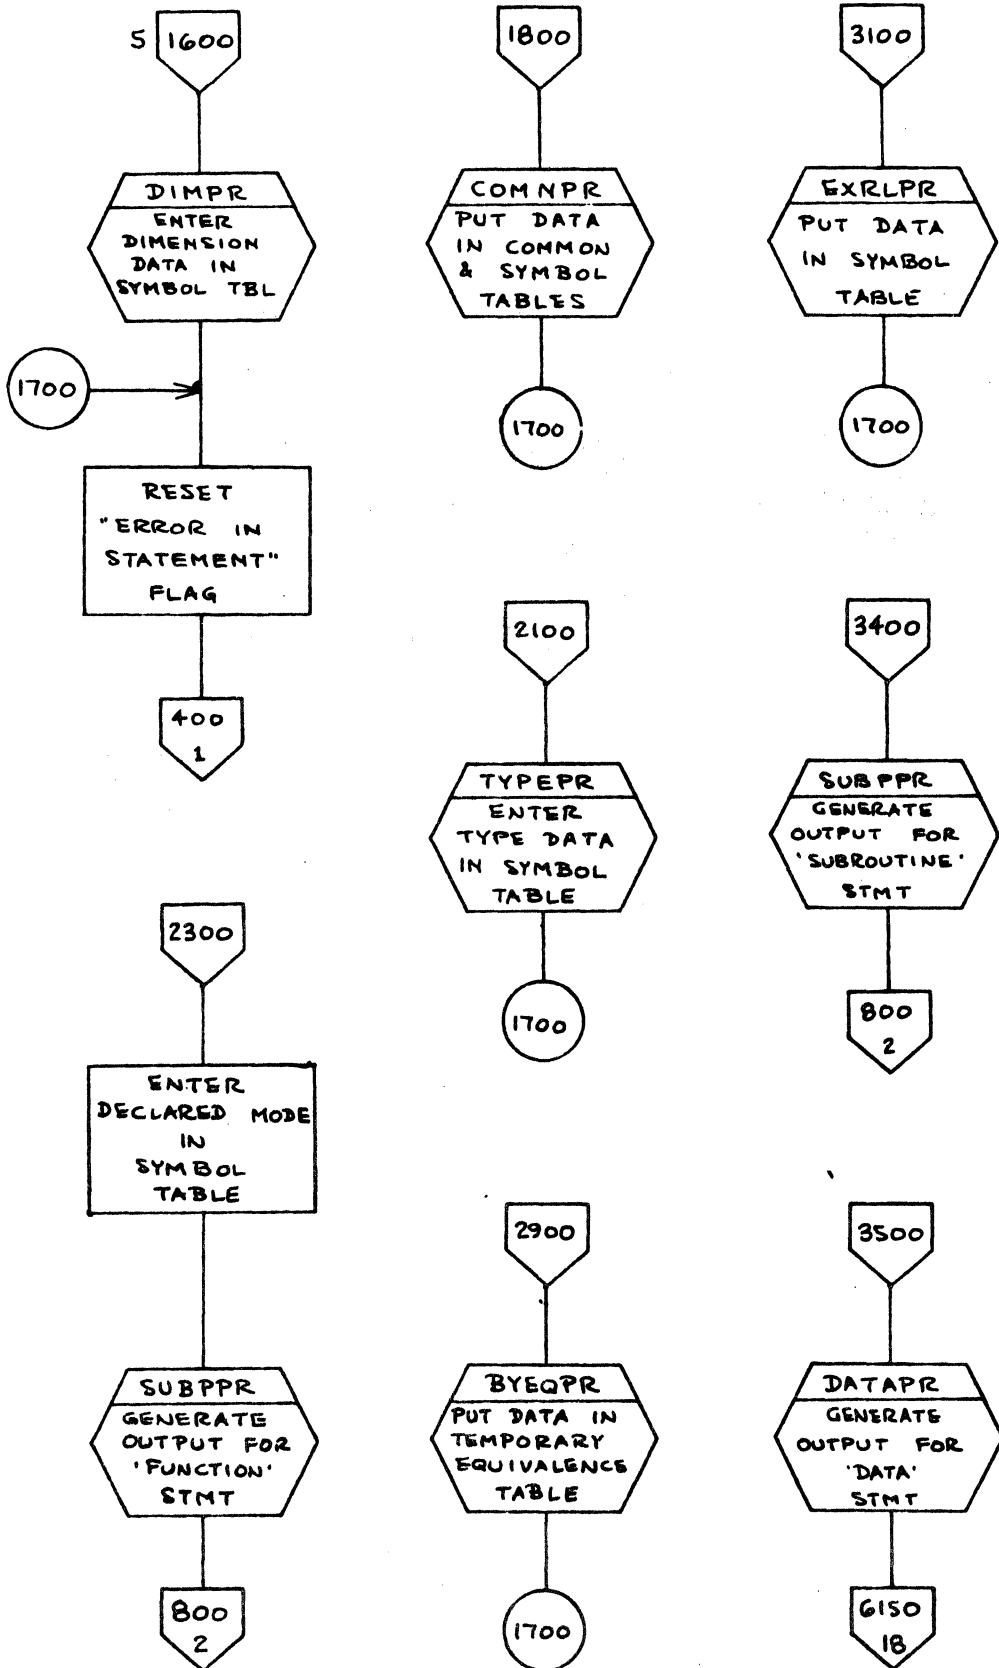 5 1600
DIMPR
ENTER
DIMENSION
DATA IN
SYMBOL TBL
1700
RESET
"ERROR IN
STATEMENT"
FLAG
400
1
2300
ENTER
DECLARED MODE
IN
SYMBOL
TABLE
SUBPPR
GENERATE
OUTPUT FOR
'FUNCTION'
STMT
800
2
1800
COMNPR
PUT DATA
IN COMMON
& SYMBOL
TABLES
1700
2100
TYPEPR
ENTER
TYPE DATA
IN SYMBOL
TABLE
1700
2900
BYEQPR
PUT DATA IN
TEMPORARY
EQUIVALENCE
TABLE
1700
3100
EXRLPR
PUT DATA
IN SYMBOL
TABLE
1700
3400
SUBPPR
GENERATE
OUTPUT FOR
'SUBROUTINE'
STMT
800
2
3500
DATAPR
GENERATE
OUTPUT FOR
'DATA'
STMT
6150
18